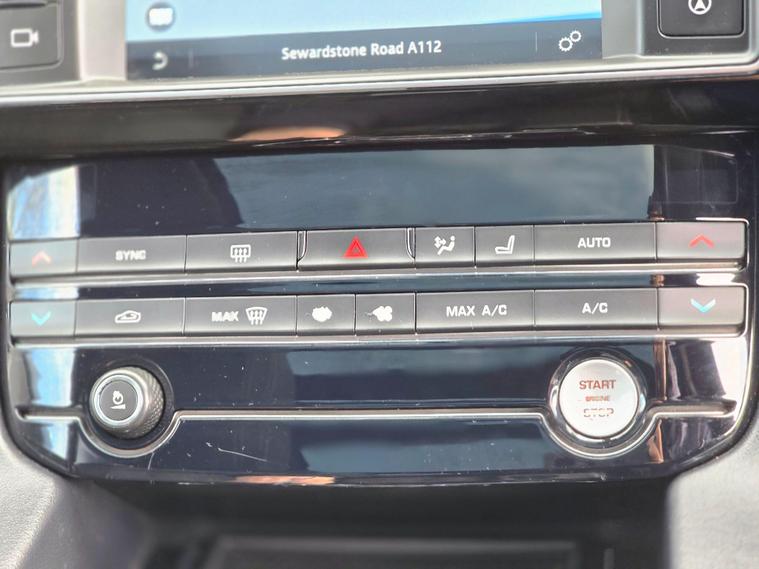 Sewardstone Road A112
SYNC
AUTO
MAX
MAX A/C
A/C
START
ENGINE
STOP